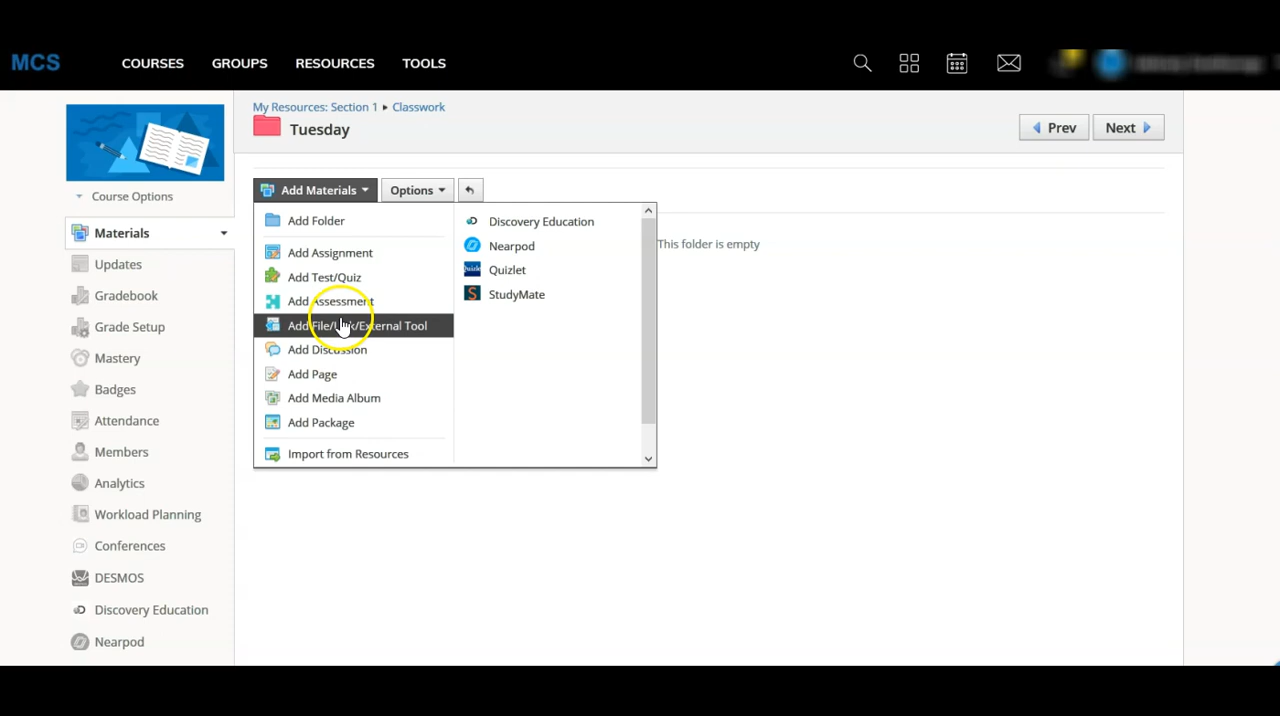 MCS
COURSES
GROUPS
RESOURCES
TOOLS
My Resources: Section 1 ▸ Classwork
Tuesday
Prev
Next
Course Options
Materials
Updates
Gradebook
Grade Setup
Mastery
Badges
Attendance
Members
Analytics
Workload Planning
Conferences
DESMOS
Discovery Education
Nearpod
Add Materials
Options
Add Folder
Add Assignment
Add Test/Quiz
Add Assessment
Add File/Link/External Tool
Add Discussion
Add Page
Add Media Album
Add Package
Import from Resources
Discovery Education
Nearpod
Quizlet
StudyMate
This folder is empty